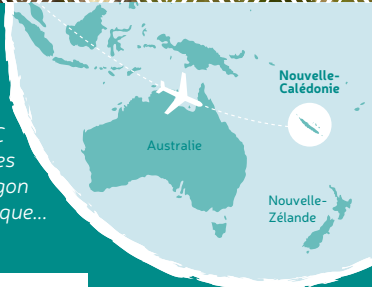 Nouvelle-
Calédonie
Australie
es
gon
que...
Nouvelle-
Zélande